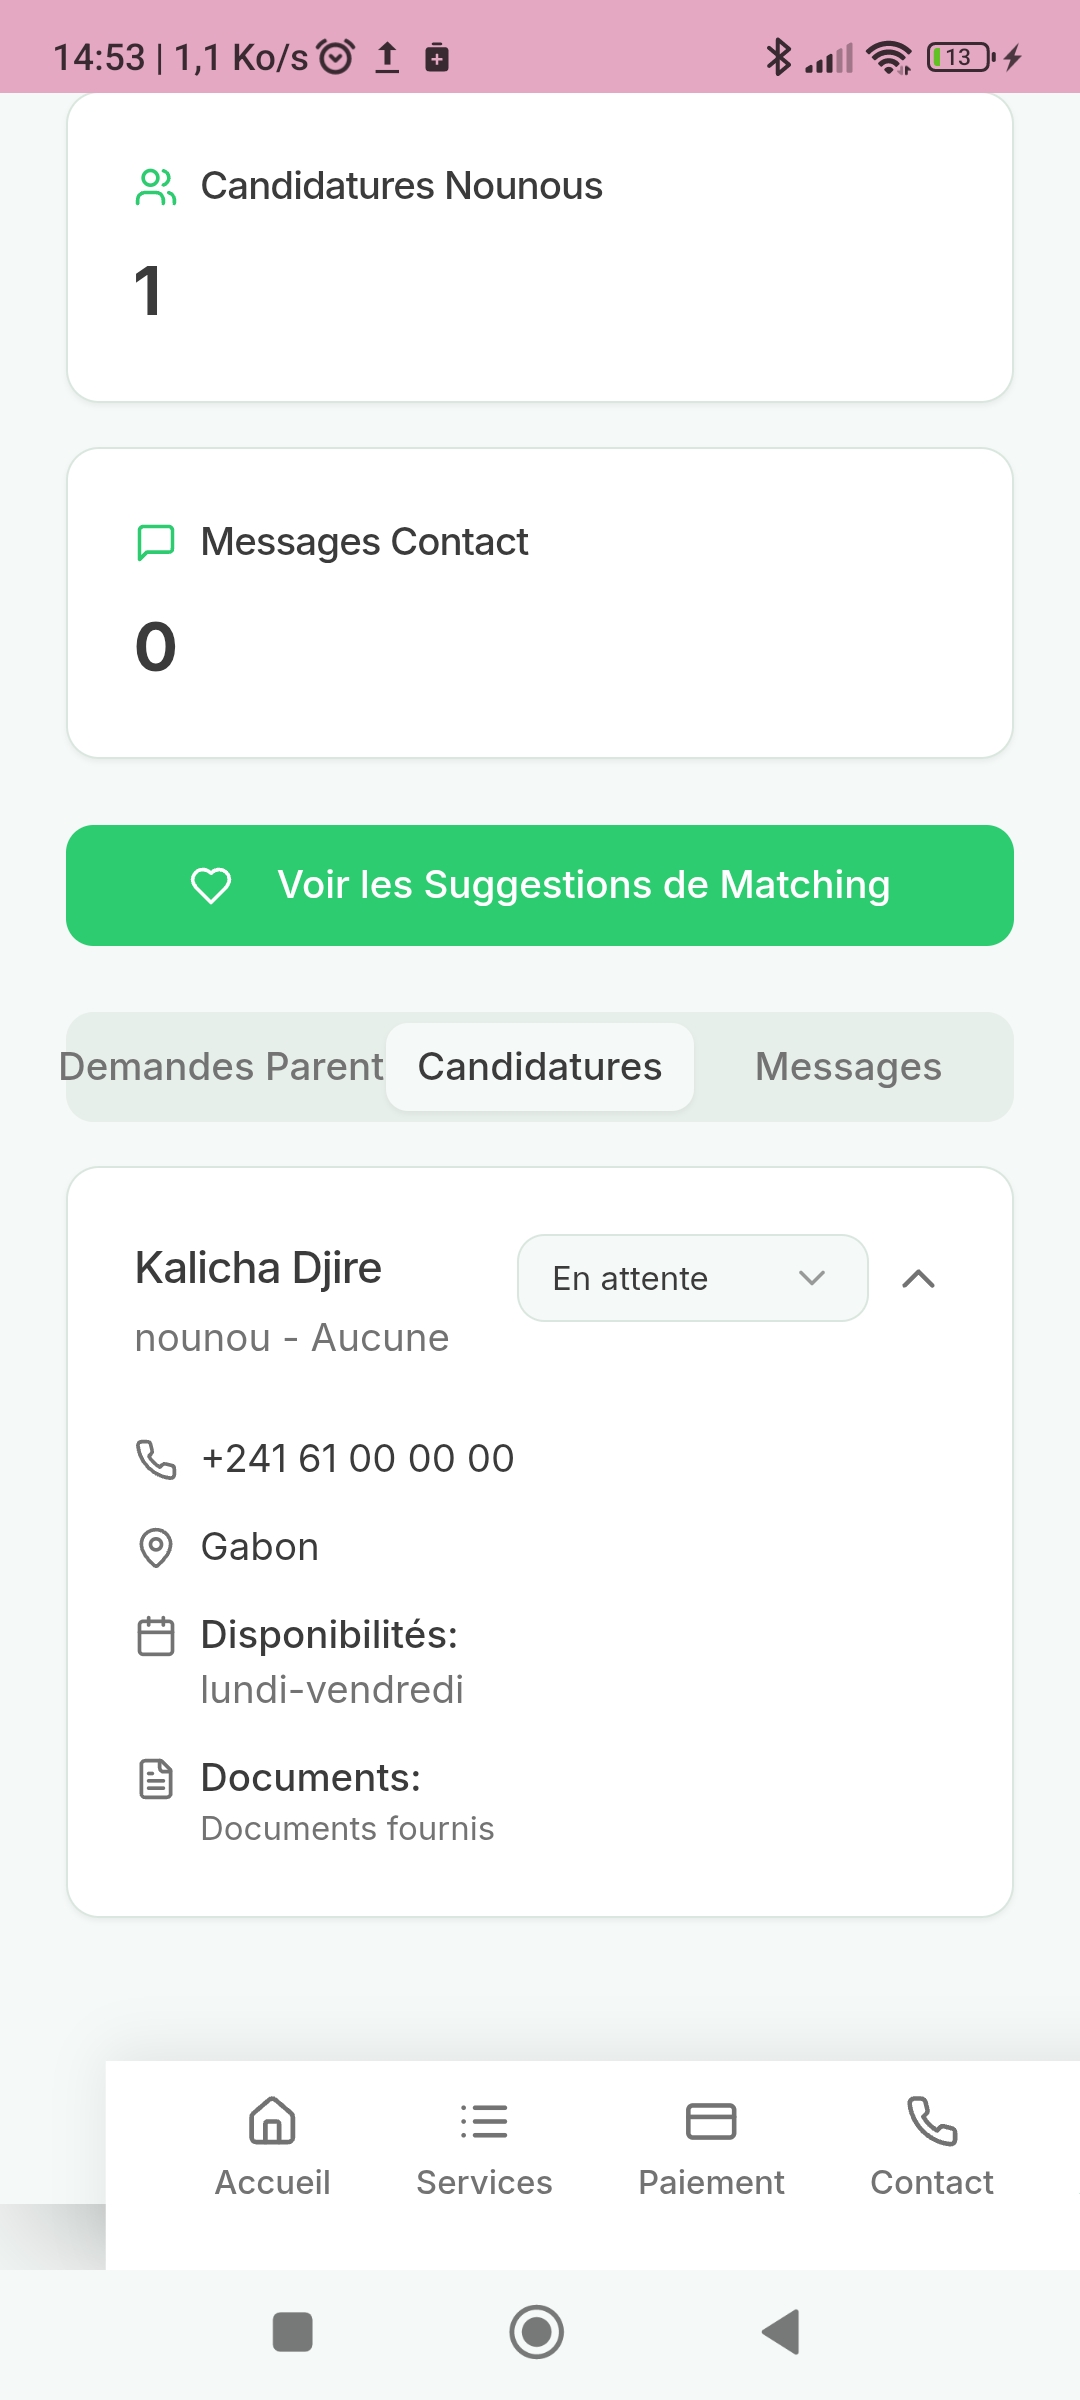 14:53 | 1,1 Ko/s 13
Candidatures Nounous
1
Messages Contact
0
Voir les Suggestions de Matching
Demandes Parent Candidatures Messages
Kalicha Djire
En attente
nounou - Aucune
+241 61 00 00 00
Gabon
Disponibilités:
lundi-vendredi
Documents:
Documents fournis
Accueil Services Paiement Contact